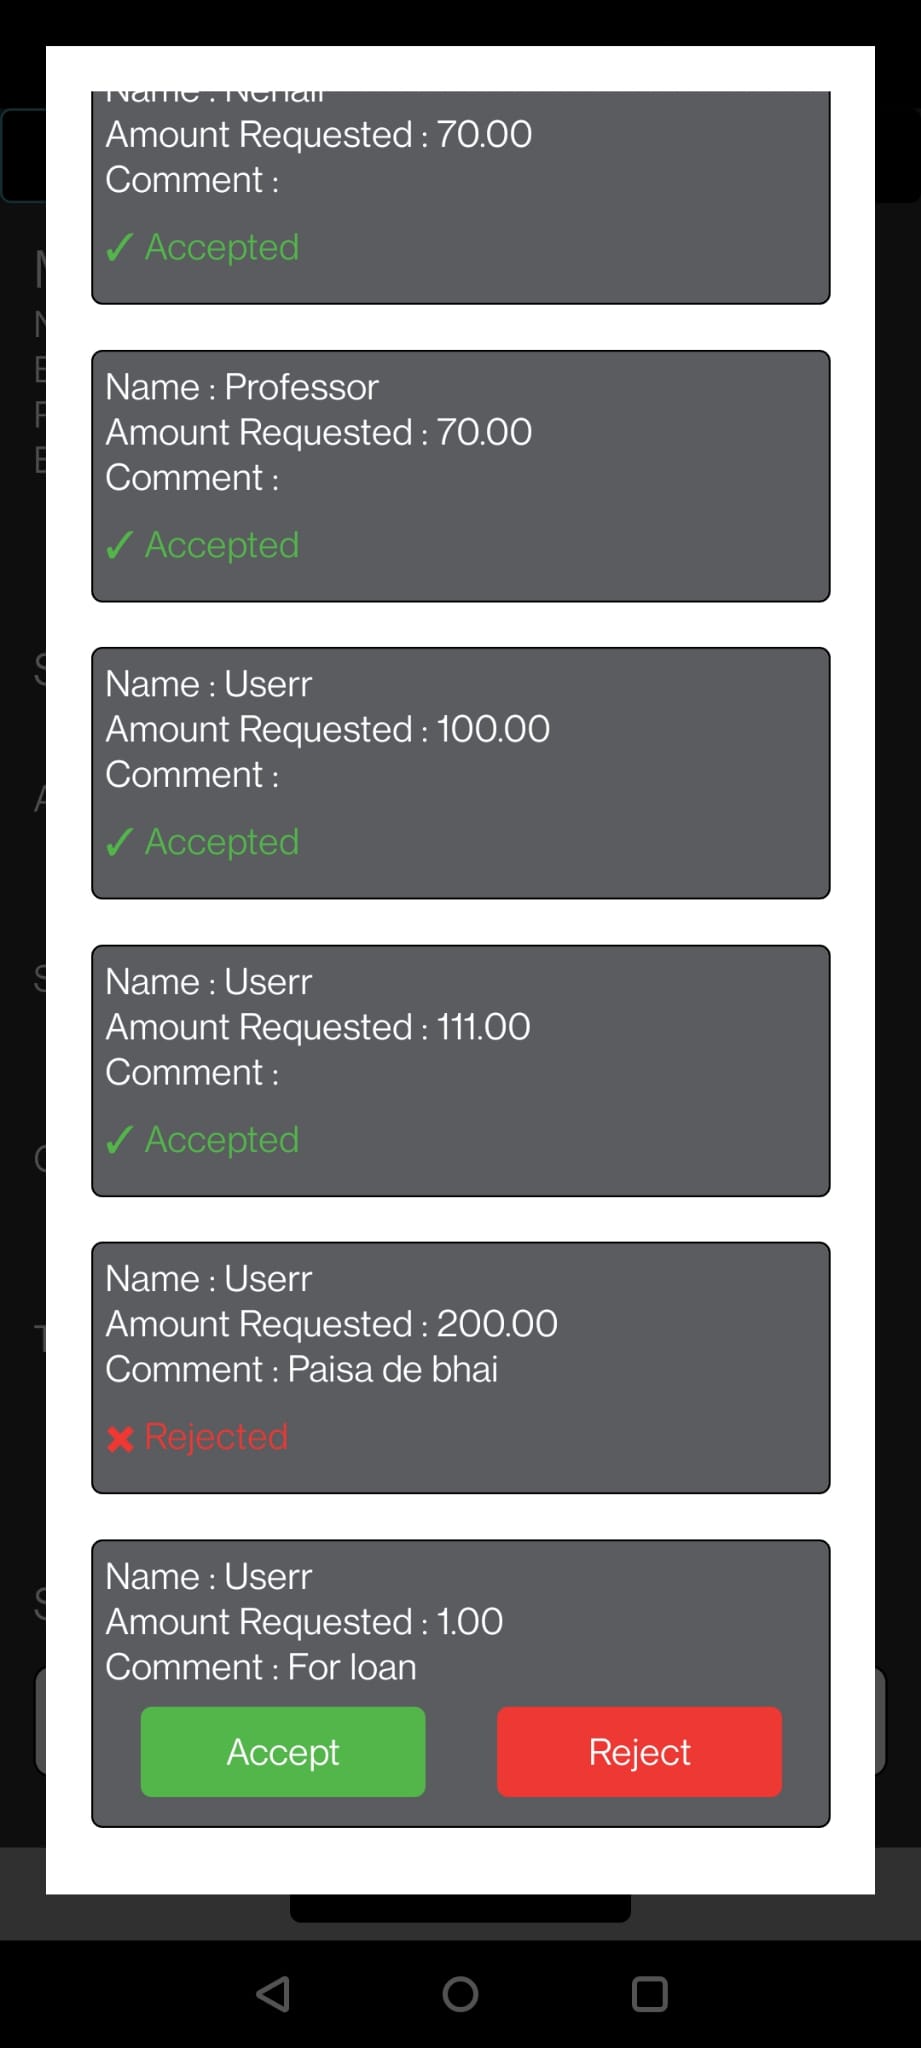 Name : Nehali
Amount Requested : 70.00
Comment :
✓ Accepted
Name : Professor
Amount Requested : 70.00
Comment :
✓ Accepted
Name : Userr
Amount Requested : 100.00
Comment :
✓ Accepted
Name : Userr
Amount Requested : 111.00
Comment :
✓ Accepted
Name : Userr
Amount Requested : 200.00
Comment : Paisa de bhai
✖ Rejected
Name : Userr
Amount Requested : 1.00
Comment : For loan
Accept
Reject